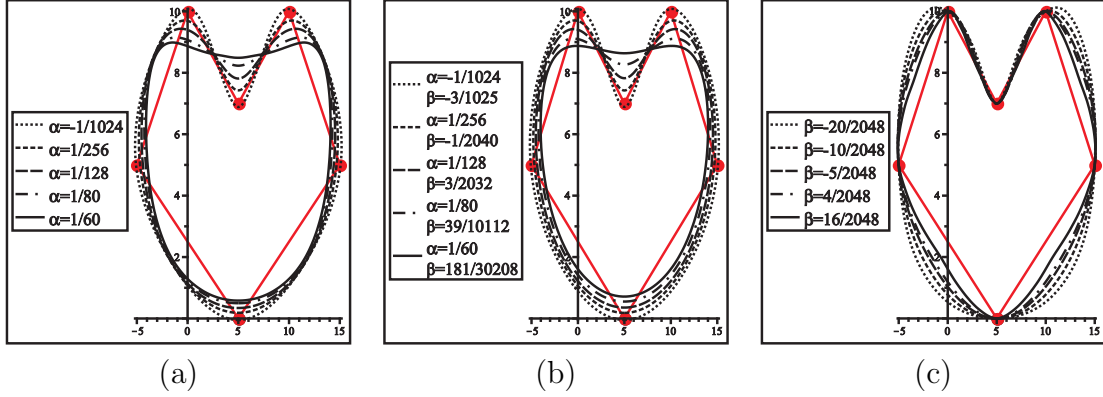 10
8
6
4
2
-5
0
5
10
15
α=-1/1024
α=1/256
α=1/128
α=1/80
α=1/60
(a)
10
8
6
4
2
-5
0
5
10
15
α=-1/1024
β=-3/1025
α=1/256
β=-1/2040
α=1/128
β=3/2032
α=1/80
β=39/10112
α=1/60
β=181/30208
(b)
10
8
6
4
2
-5
0
5
10
15
β=-20/2048
β=-10/2048
β=-5/2048
β=4/2048
β=16/2048
(c)